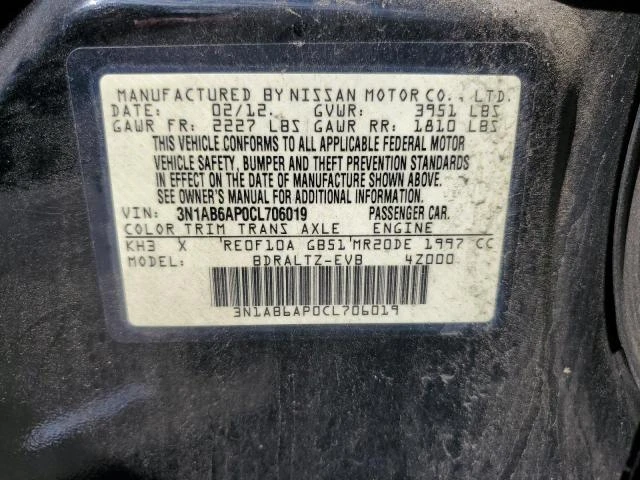 MANUFACTURED BY NISSAN MOTOR CO., LTD.
DATE: 02/12. GVWR: 3951 LBS
GAWR FR: 2227 LBS GAWR RR: 1810 LBS
THIS VEHICLE CONFORMS TO ALL APPLICABLE FEDERAL MOTOR
VEHICLE SAFETY, BUMPER AND THEFT PREVENTION STANDARDS
IN EFFECT ON THE DATE OF MANUFACTURE SHOWN ABOVE.
SEE OWNER'S MANUAL FOR ADDITIONAL INFORMATION.
VIN: 3N1AB6AP0CL706019 PASSENGER CAR.
COLOR TRIM TRANS AXLE ENGINE
KH3 X 'RE0F10A GB51'MR20DE 1997 CC
MODEL: BDRALTZ-EVB 4Z000
3N1AB6AP0CL706019